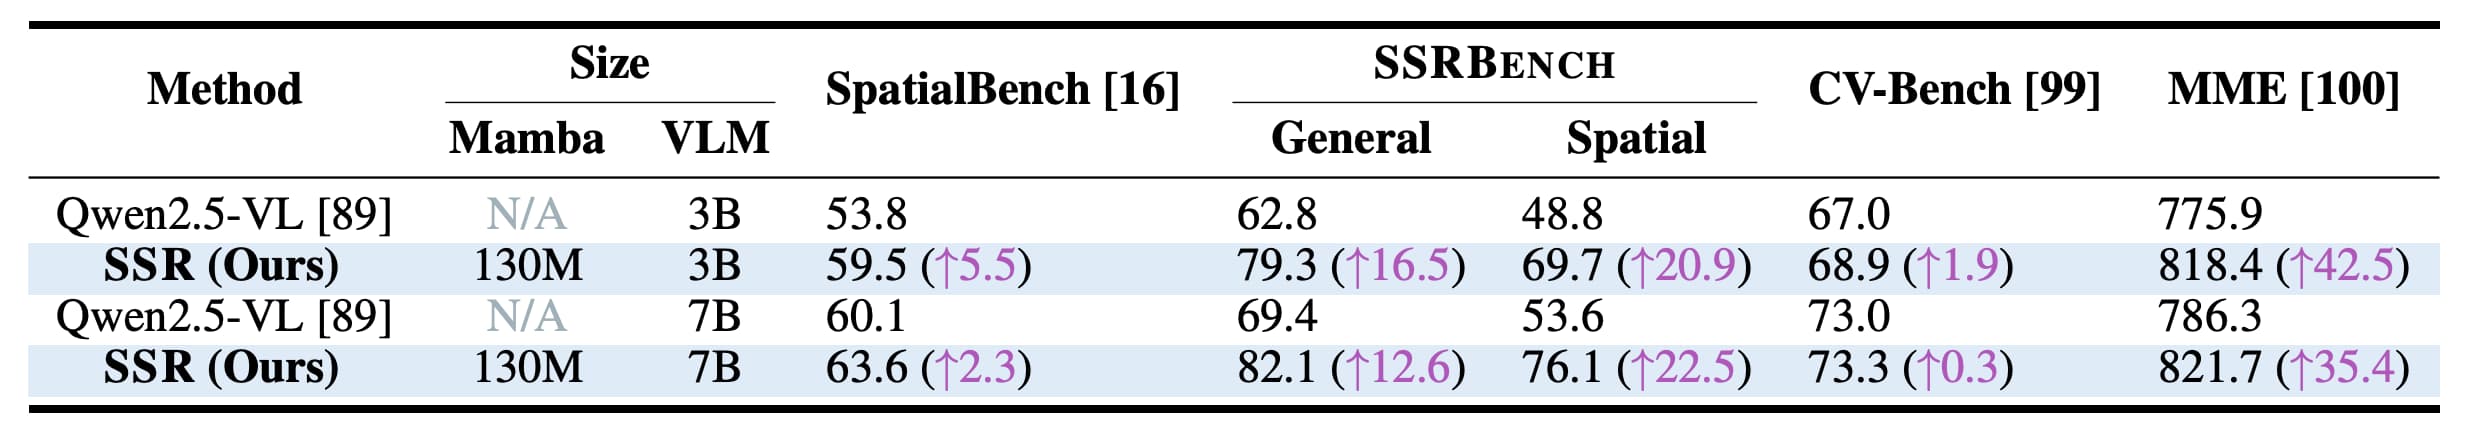 Method Size SpatialBench [16] SSRBENCH CV-Bench [99] MME [100]
Mamba VLM General Spatial
Qwen2.5-VL [89] N/A 3B 53.8 62.8 48.8 67.0 775.9
SSR (Ours) 130M 3B 59.5 (↑5.5) 79.3 (↑16.5) 69.7 (↑20.9) 68.9 (↑1.9) 818.4 (↑42.5)
Qwen2.5-VL [89] N/A 7B 60.1 69.4 53.6 73.0 786.3
SSR (Ours) 130M 7B 63.6 (↑2.3) 82.1 (↑12.6) 76.1 (↑22.5) 73.3 (↑0.3) 821.7 (↑35.4)